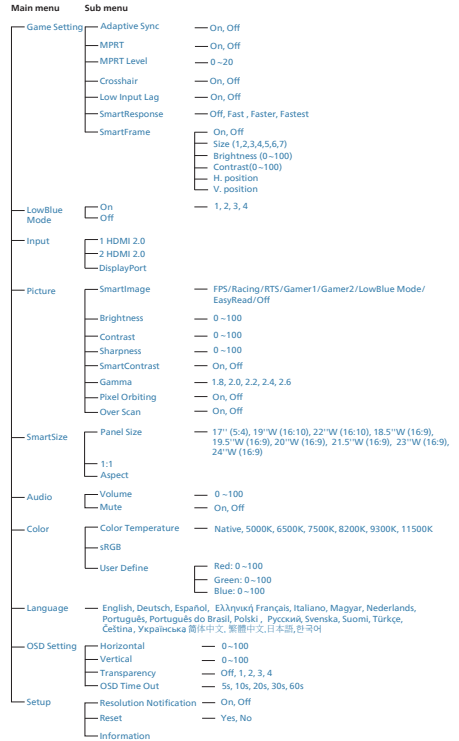 Main menu Sub menu
Game Setting Adaptive Sync On, Off
MPRT On, Off
MPRT Level 0~20
Crosshair On, Off
Low Input Lag On, Off
SmartResponse Off, Fast , Faster, Fastest
SmartFrame On, Off
Size (1,2,3,4,5,6,7)
Brightness (0~100)
Contrast(0~100)
H. position
V. position
LowBlue Mode On 1, 2, 3, 4
Off
Input 1 HDMI 2.0
2 HDMI 2.0
DisplayPort
Picture SmartImage FPS/Racing/RTS/Gamer1/Gamer2/LowBlue Mode/
EasyRead/Off
Brightness 0~100
Contrast 0~100
Sharpness 0~100
SmartContrast On, Off
Gamma 1.8, 2.0, 2.2, 2.4, 2.6
Pixel Orbiting On, Off
Over Scan On, Off
SmartSize Panel Size 17'' (5:4), 19''W (16:10), 22''W (16:10), 18.5''W (16:9),
19.5''W (16:9), 20''W (16:9), 21.5''W (16:9), 23''W (16:9),
24''W (16:9)
1:1
Aspect
Audio Volume 0~100
Mute On, Off
Color Color Temperature Native, 5000K, 6500K, 7500K, 8200K, 9300K, 11500K
sRGB
User Define Red: 0~100
Green: 0~100
Blue: 0~100
Language English, Deutsch, Español, Ελληνική Français, Italiano, Magyar, Nederlands,
Português, Português do Brasil, Polski , Русский, Svenska, Suomi, Türkçe,
Čeština, Українська 简体中文, 繁體中文,日本語,한국어
OSD Setting Horizontal 0~100
Vertical 0~100
Transparency Off, 1, 2, 3, 4
OSD Time Out 5s, 10s, 20s, 30s, 60s
Setup Resolution Notification On, Off
Reset Yes, No
Information